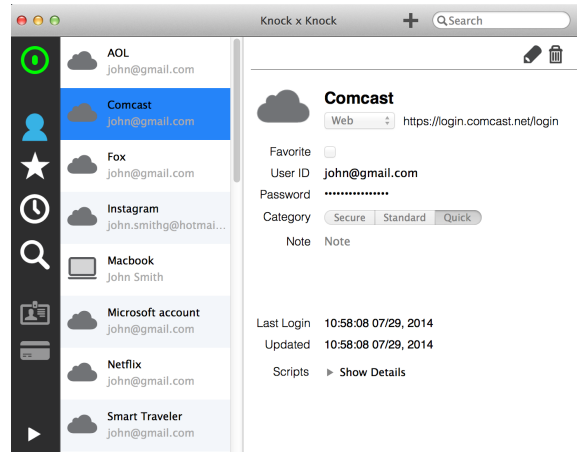 Knock x Knock
Search
AOL
john@gmail.com
Comcast
john@gmail.com
Fox
john@gmail.com
Instagram
john.smithg@hotmai...
Macbook
John Smith
Microsoft account
john@gmail.com
Netflix
john@gmail.com
Smart Traveler
john@gmail.com
Comcast
Web https://login.comcast.net/login
Favorite
User ID john@gmail.com
Password ••••••••••••••••
Category Secure Standard Quick
Note Note
Last Login 10:58:08 07/29, 2014
Updated 10:58:08 07/29, 2014
Scripts Show Details